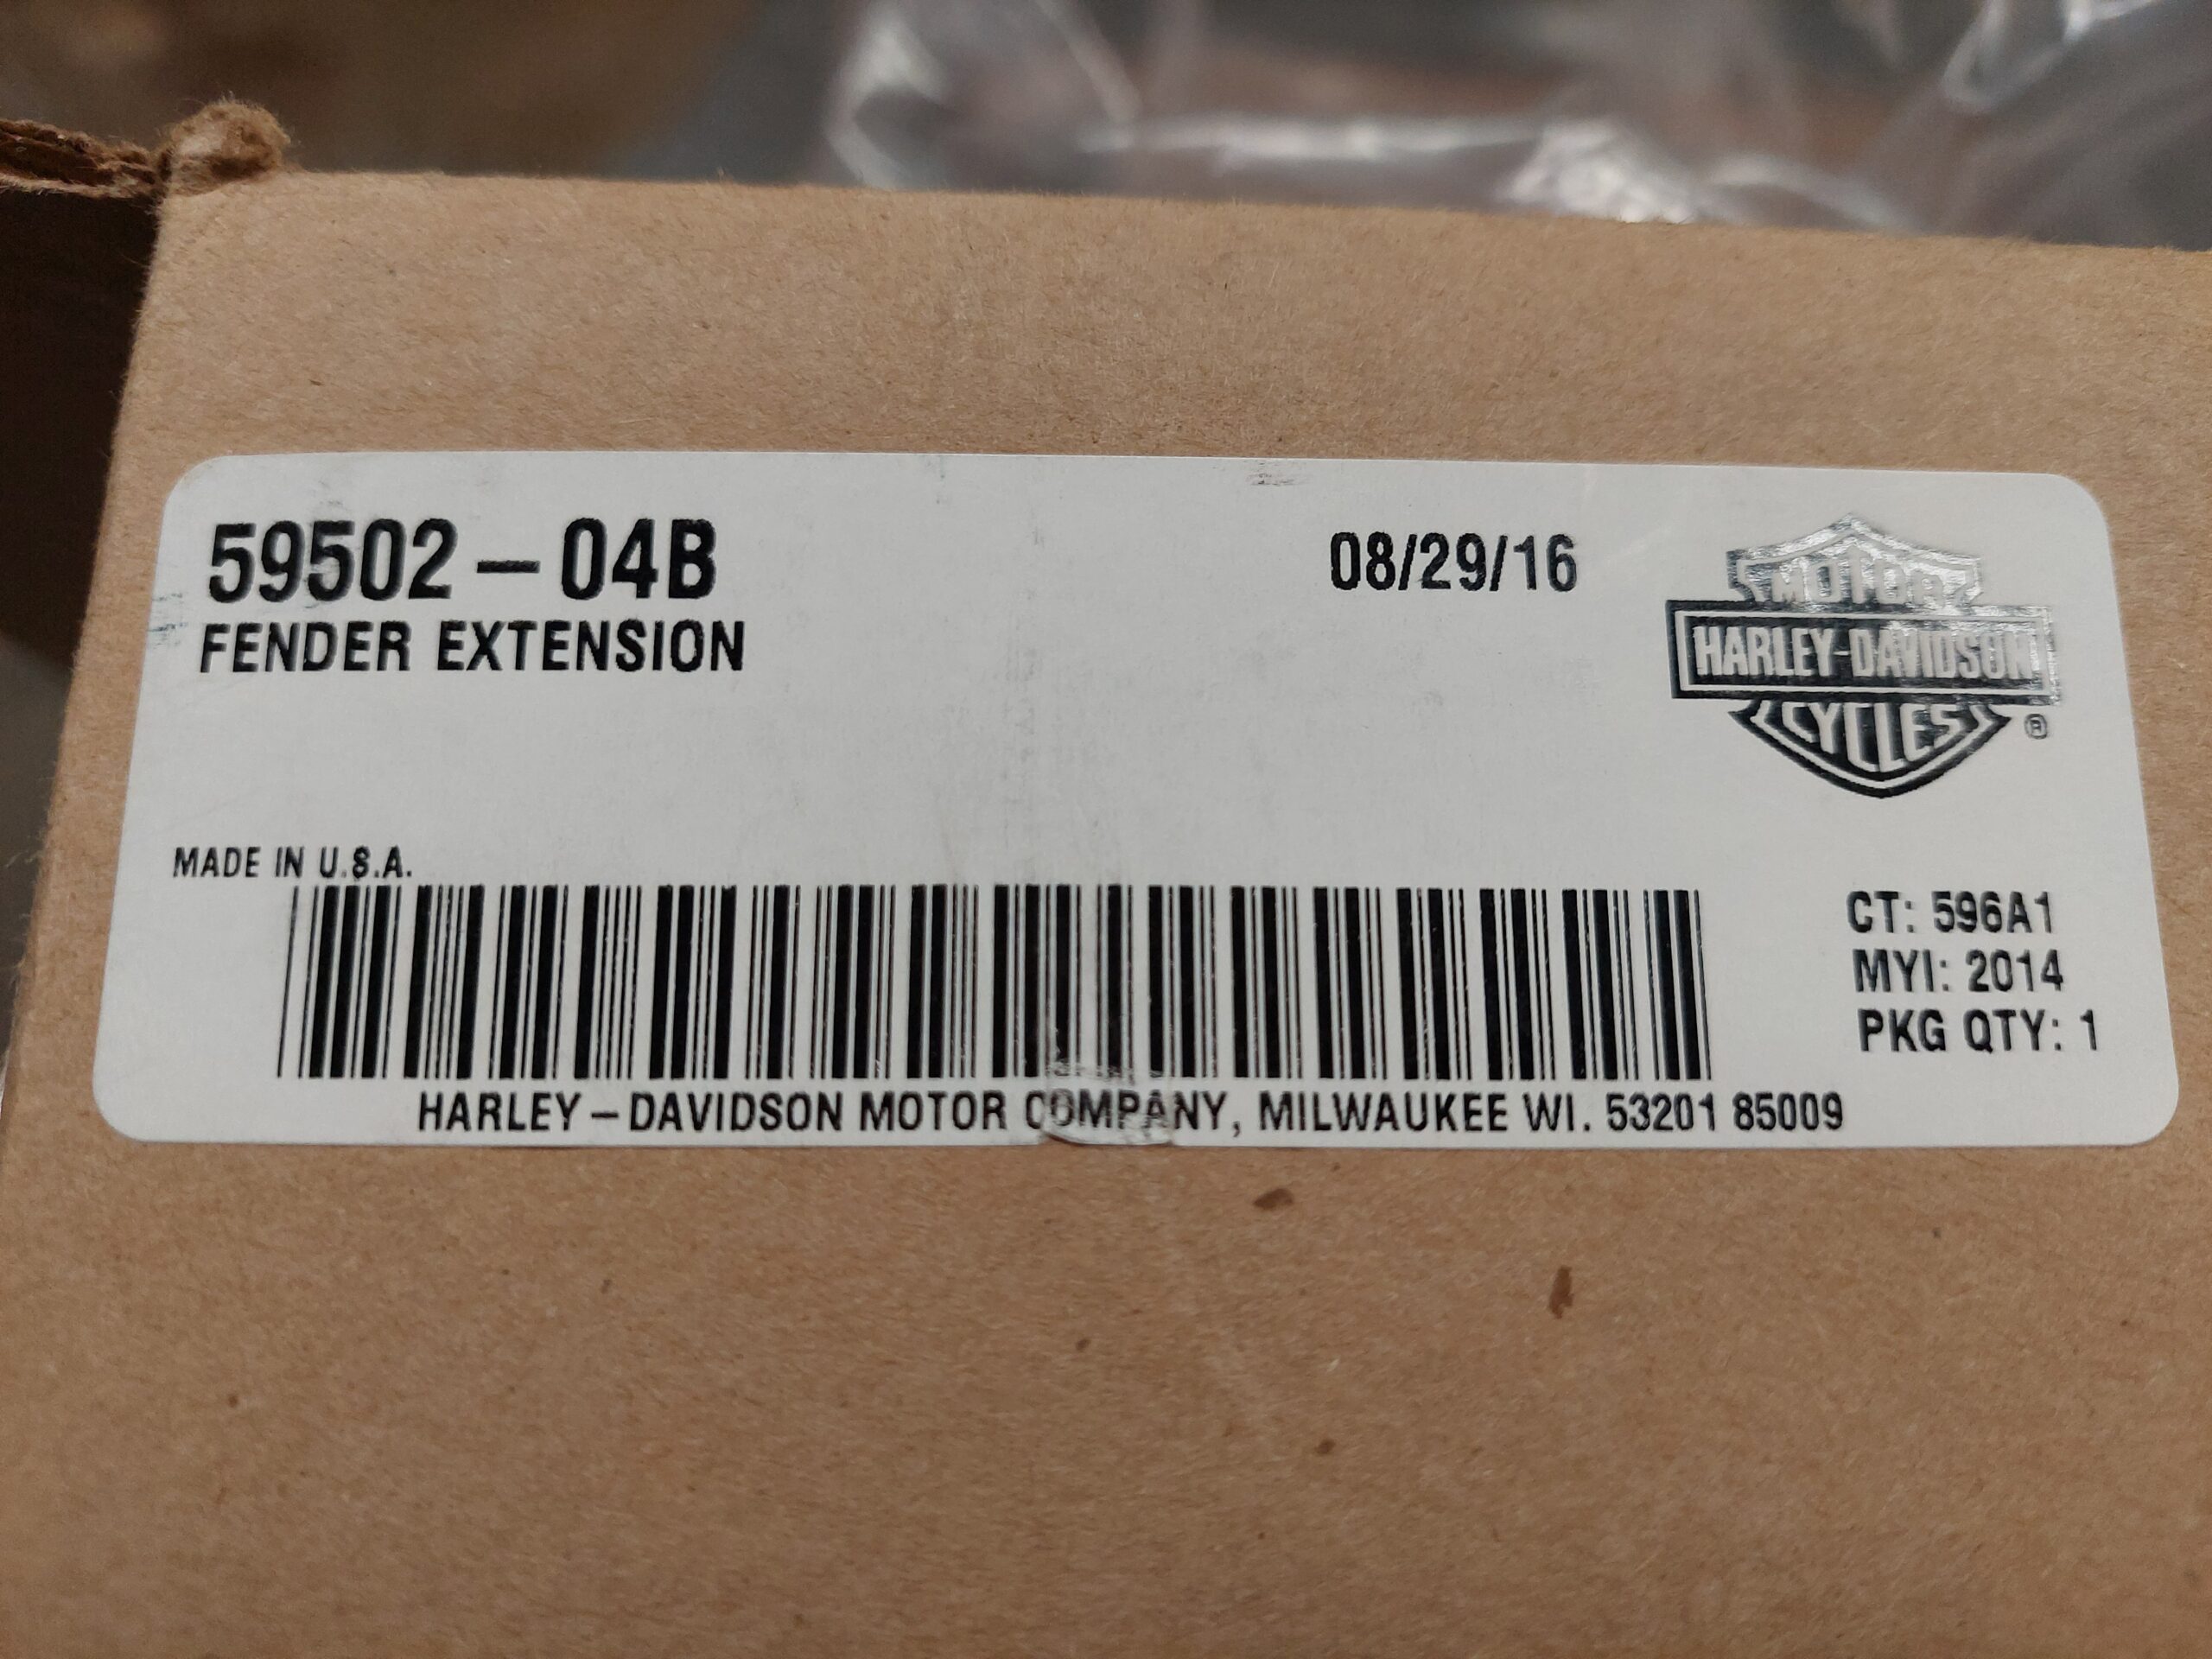 59502-04B
08/29/16
FENDER EXTENSION
MOTOR
HARLEY-DAVIDSON
CYCLES
®
MADE IN U.S.A.
CT: 596A1
MYI: 2014
PKG QTY: 1
HARLEY-DAVIDSON MOTOR COMPANY, MILWAUKEE WI. 53201 85009